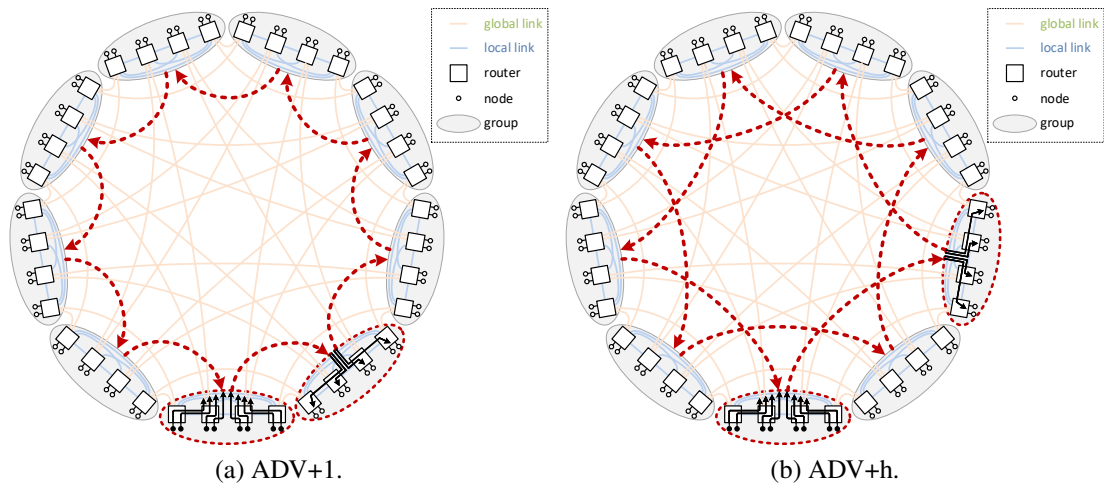 global link
local link
router
node
group
global link
local link
router
node
group
(a) ADV+1.
(b) ADV+h.